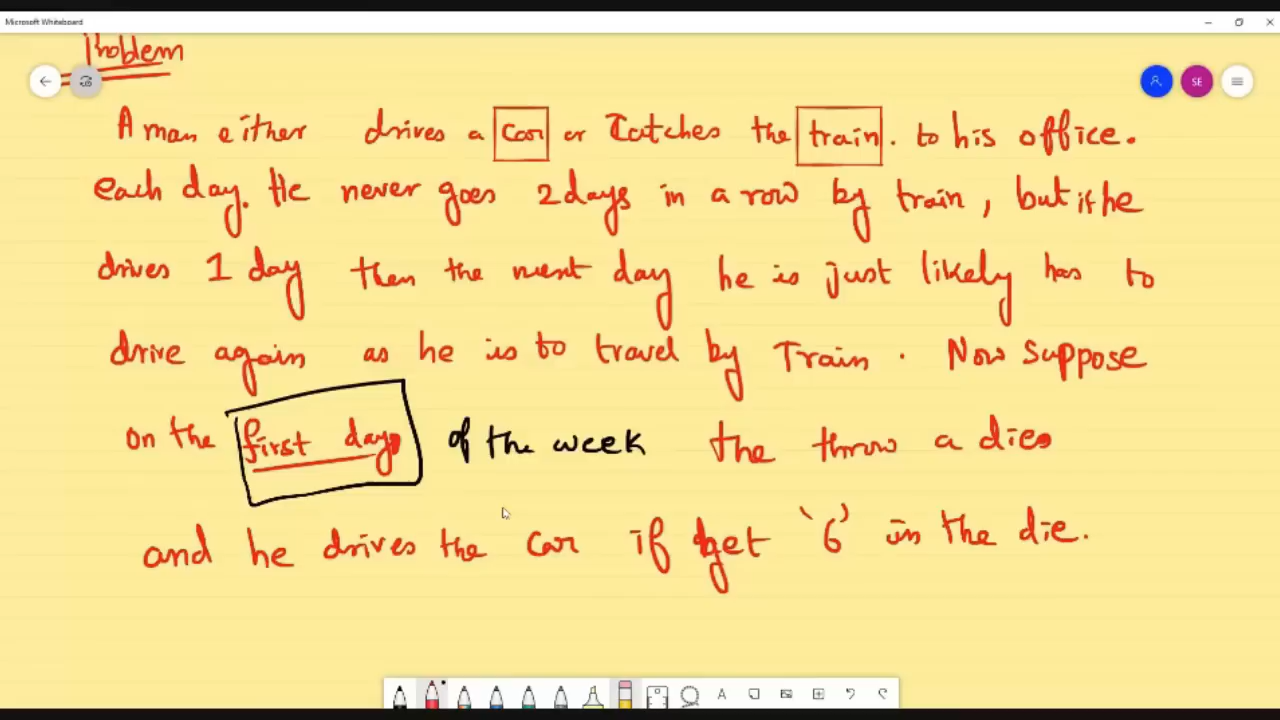 Microsoft Whiteboard
Problem
SE
A man either drives a car or Catches the train. to his office.
each day. He never goes 2 days in a row by train, but if he
drives 1 day then the next day he is just likely has to
drive again as he is to travel by Train. Now suppose
on the first day of the week the throw a dies
and he drives the car if get '6' in the die.
A